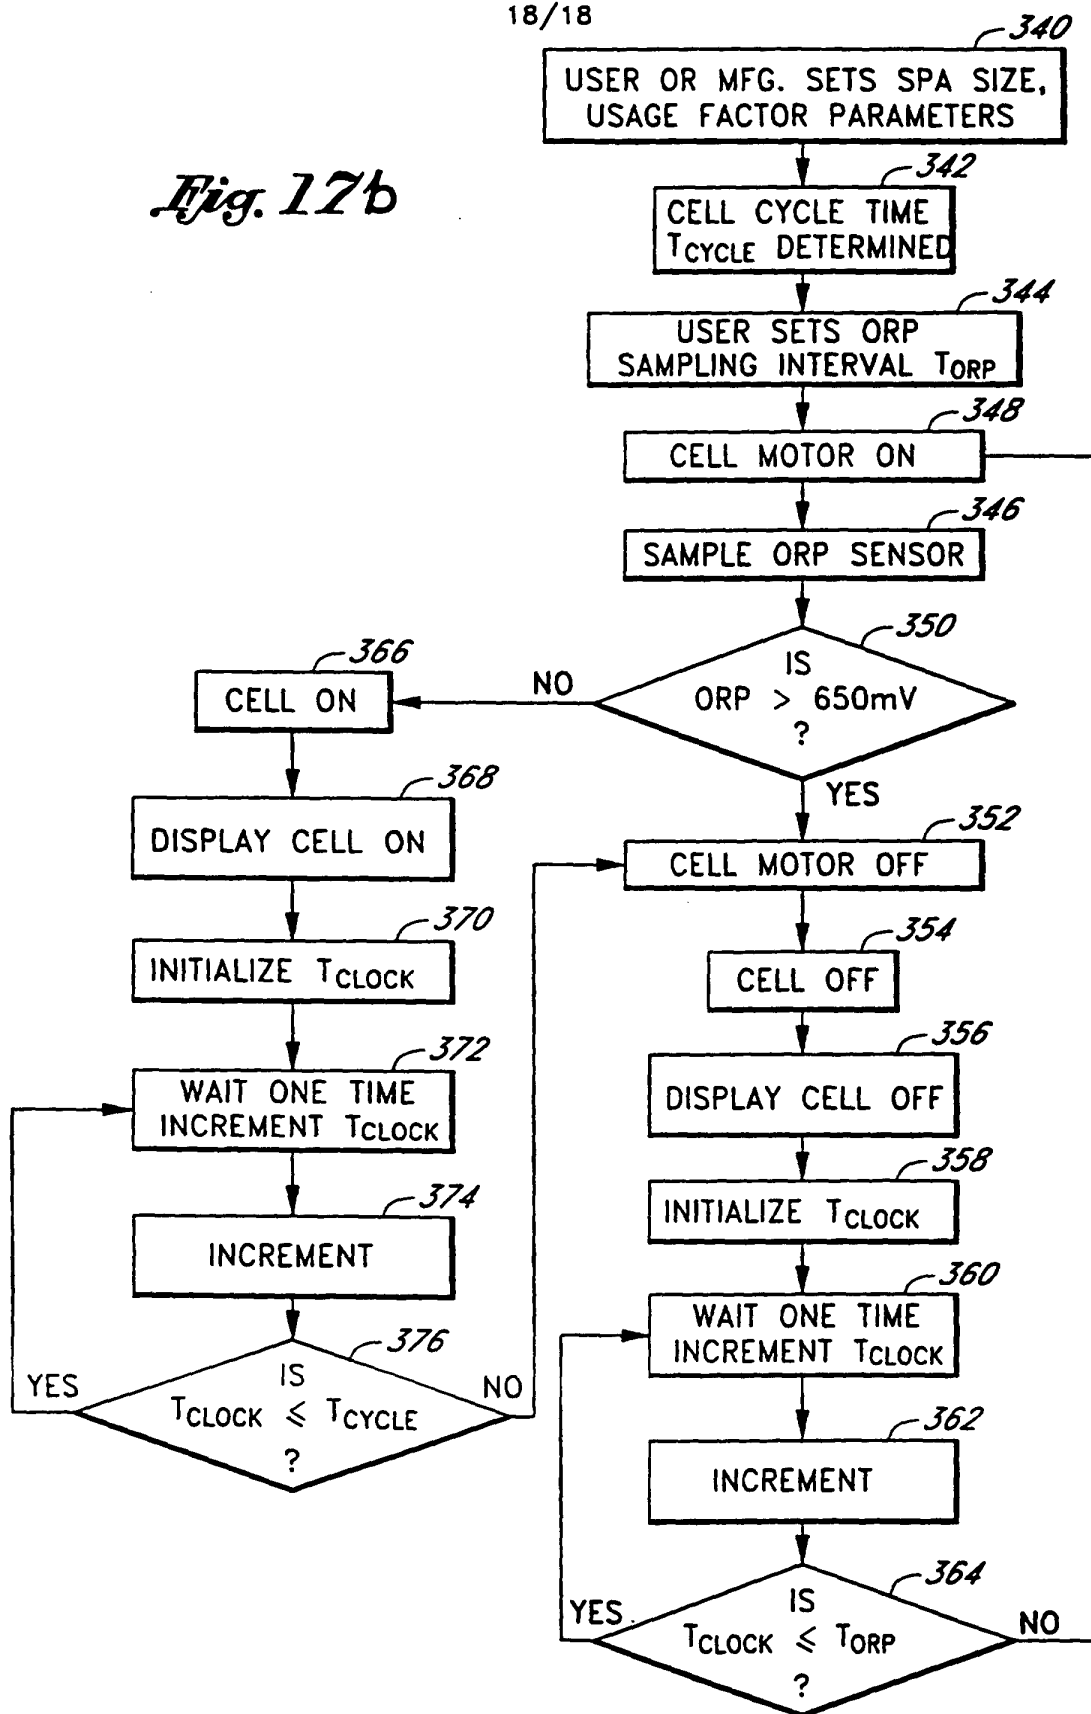 18/18
Fig. 17b
340
USER OR MFG. SETS SPA SIZE,
USAGE FACTOR PARAMETERS
342
CELL CYCLE TIME
TCYCLE DETERMINED
344
USER SETS ORP
SAMPLING INTERVAL TORP
348
CELL MOTOR ON
346
SAMPLE ORP SENSOR
350
IS
ORP > 650mV
?
NO
YES
366
CELL ON
368
DISPLAY CELL ON
370
INITIALIZE TCLOCK
372
WAIT ONE TIME
INCREMENT TCLOCK
374
INCREMENT
376
IS
TCLOCK ≤ TCYCLE
?
YES
NO
352
CELL MOTOR OFF
354
CELL OFF
356
DISPLAY CELL OFF
358
INITIALIZE TCLOCK
360
WAIT ONE TIME
INCREMENT TCLOCK
362
INCREMENT
364
IS
TCLOCK ≤ TORP
?
YES
NO